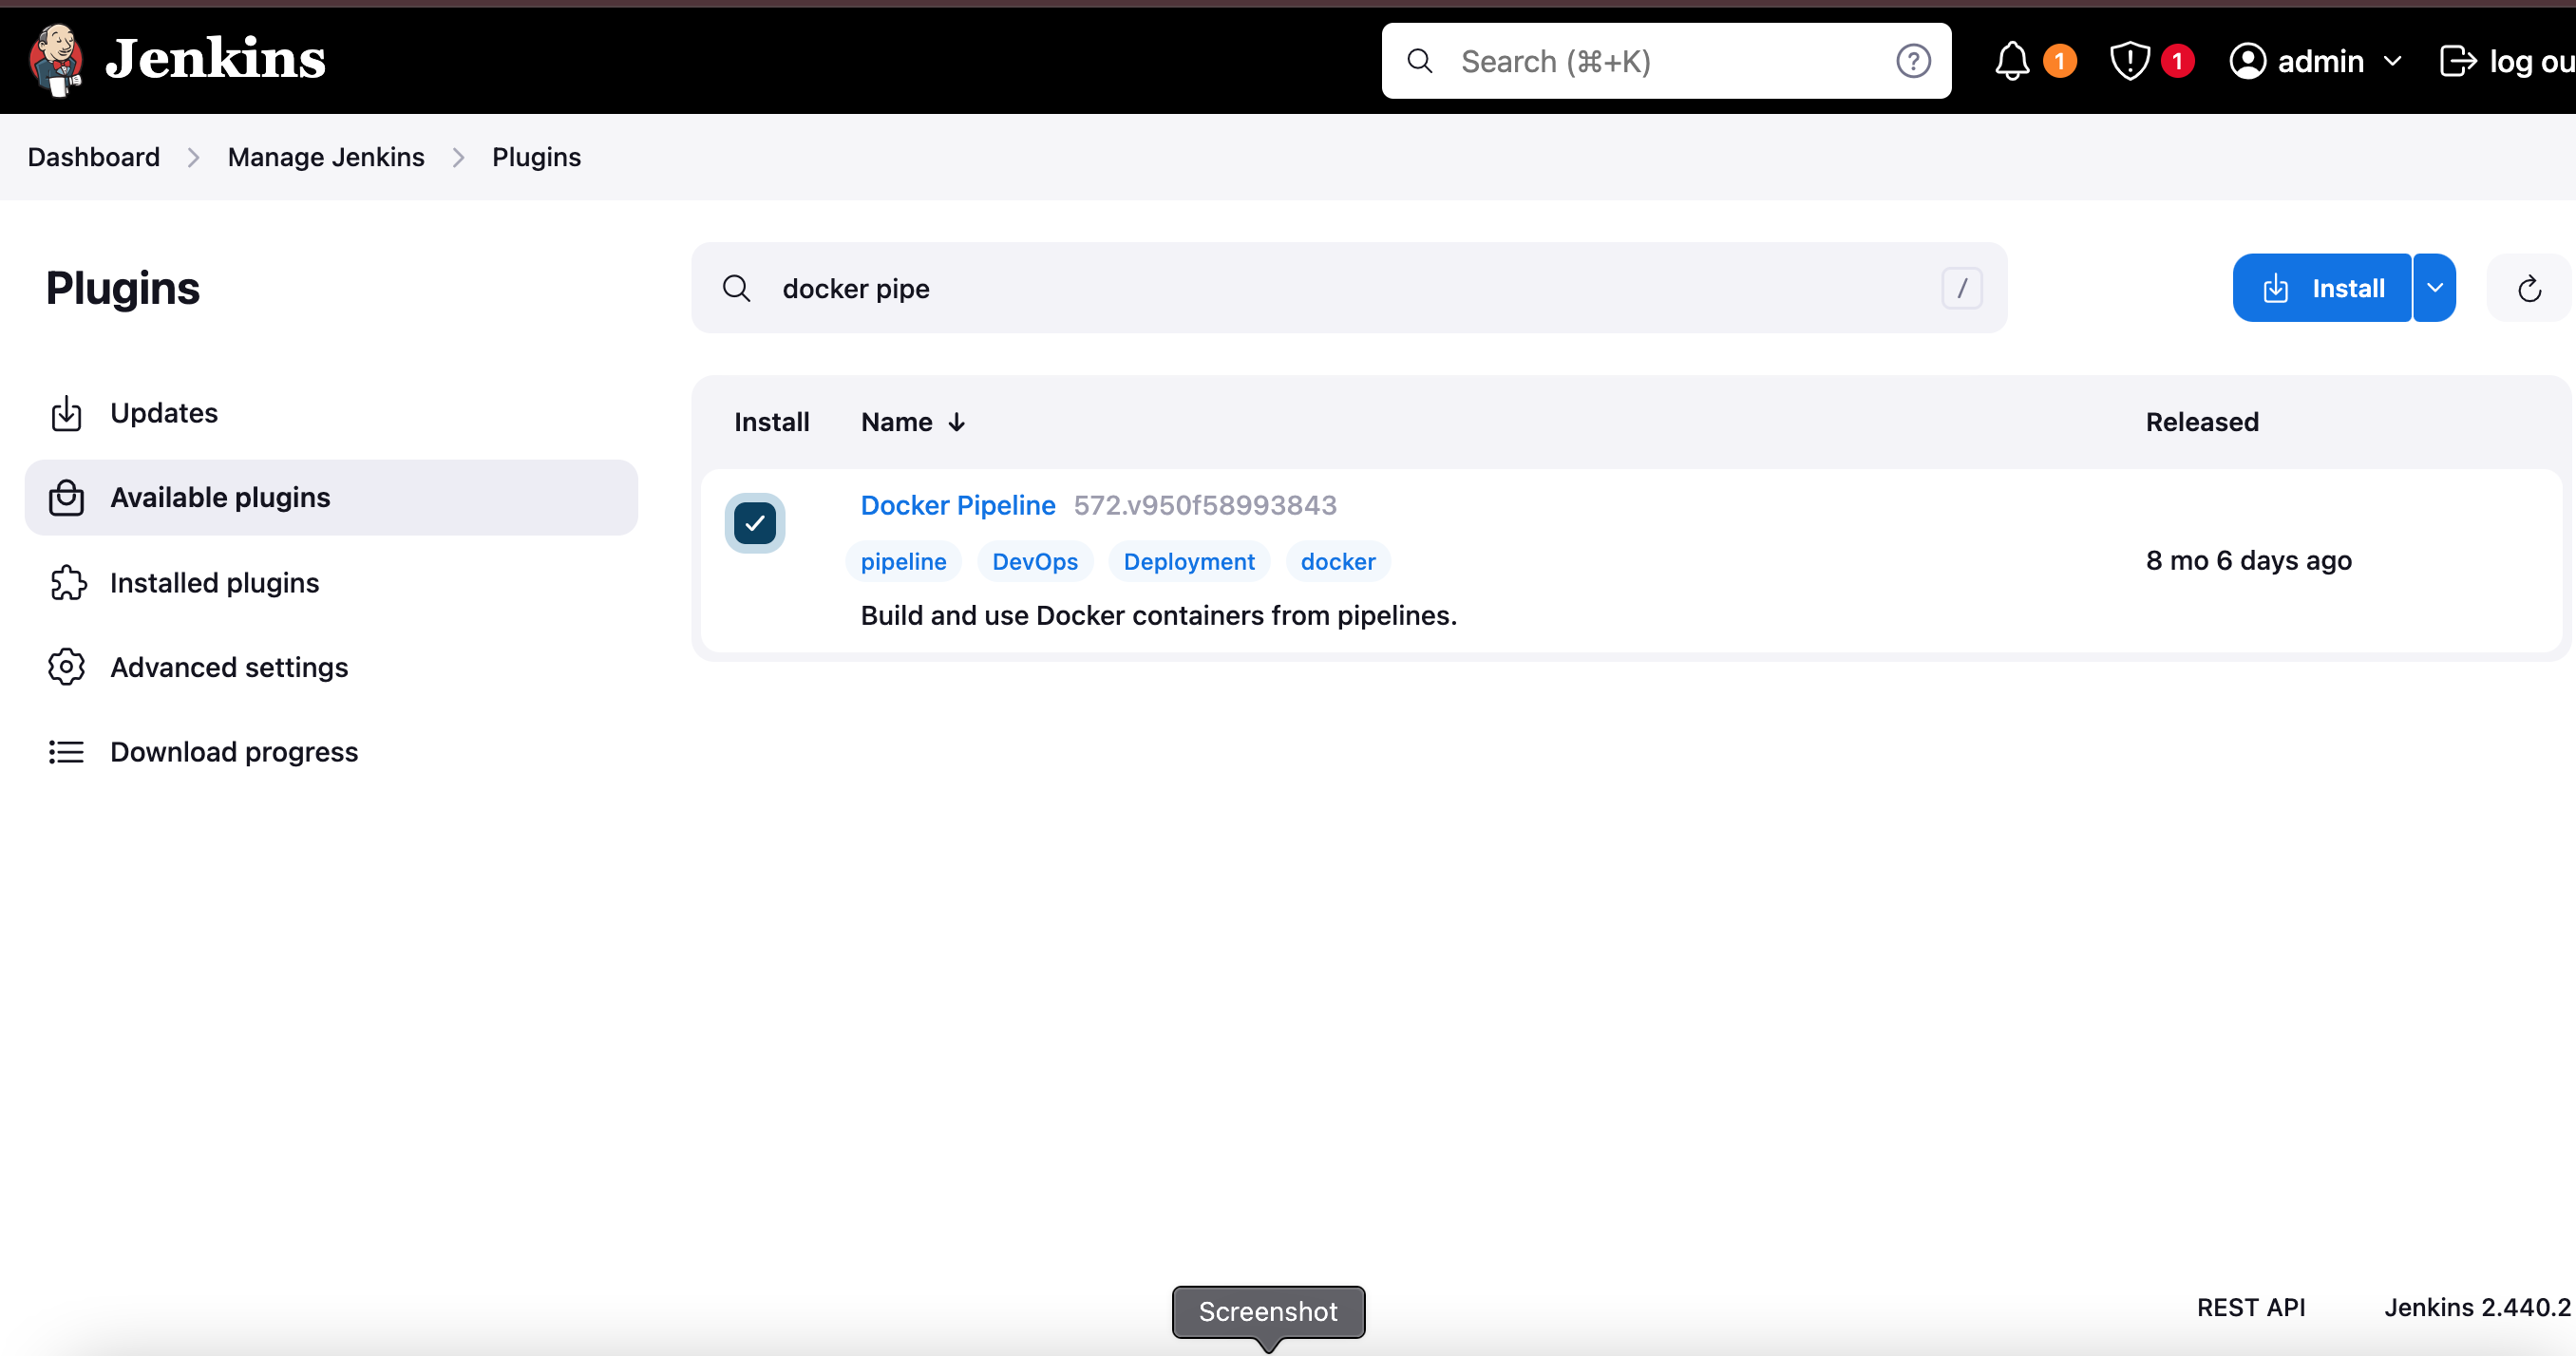 Jenkins
Search (⌘+K)
?
1
1
admin
log ou
Dashboard
Manage Jenkins
Plugins
Plugins
docker pipe
/
Install
Updates
Available plugins
Installed plugins
Advanced settings
Download progress
Install Name ↓ Released
Docker Pipeline 572.v950f58993843
pipeline DevOps Deployment docker
8 mo 6 days ago
Build and use Docker containers from pipelines.
Screenshot
REST API
Jenkins 2.440.2